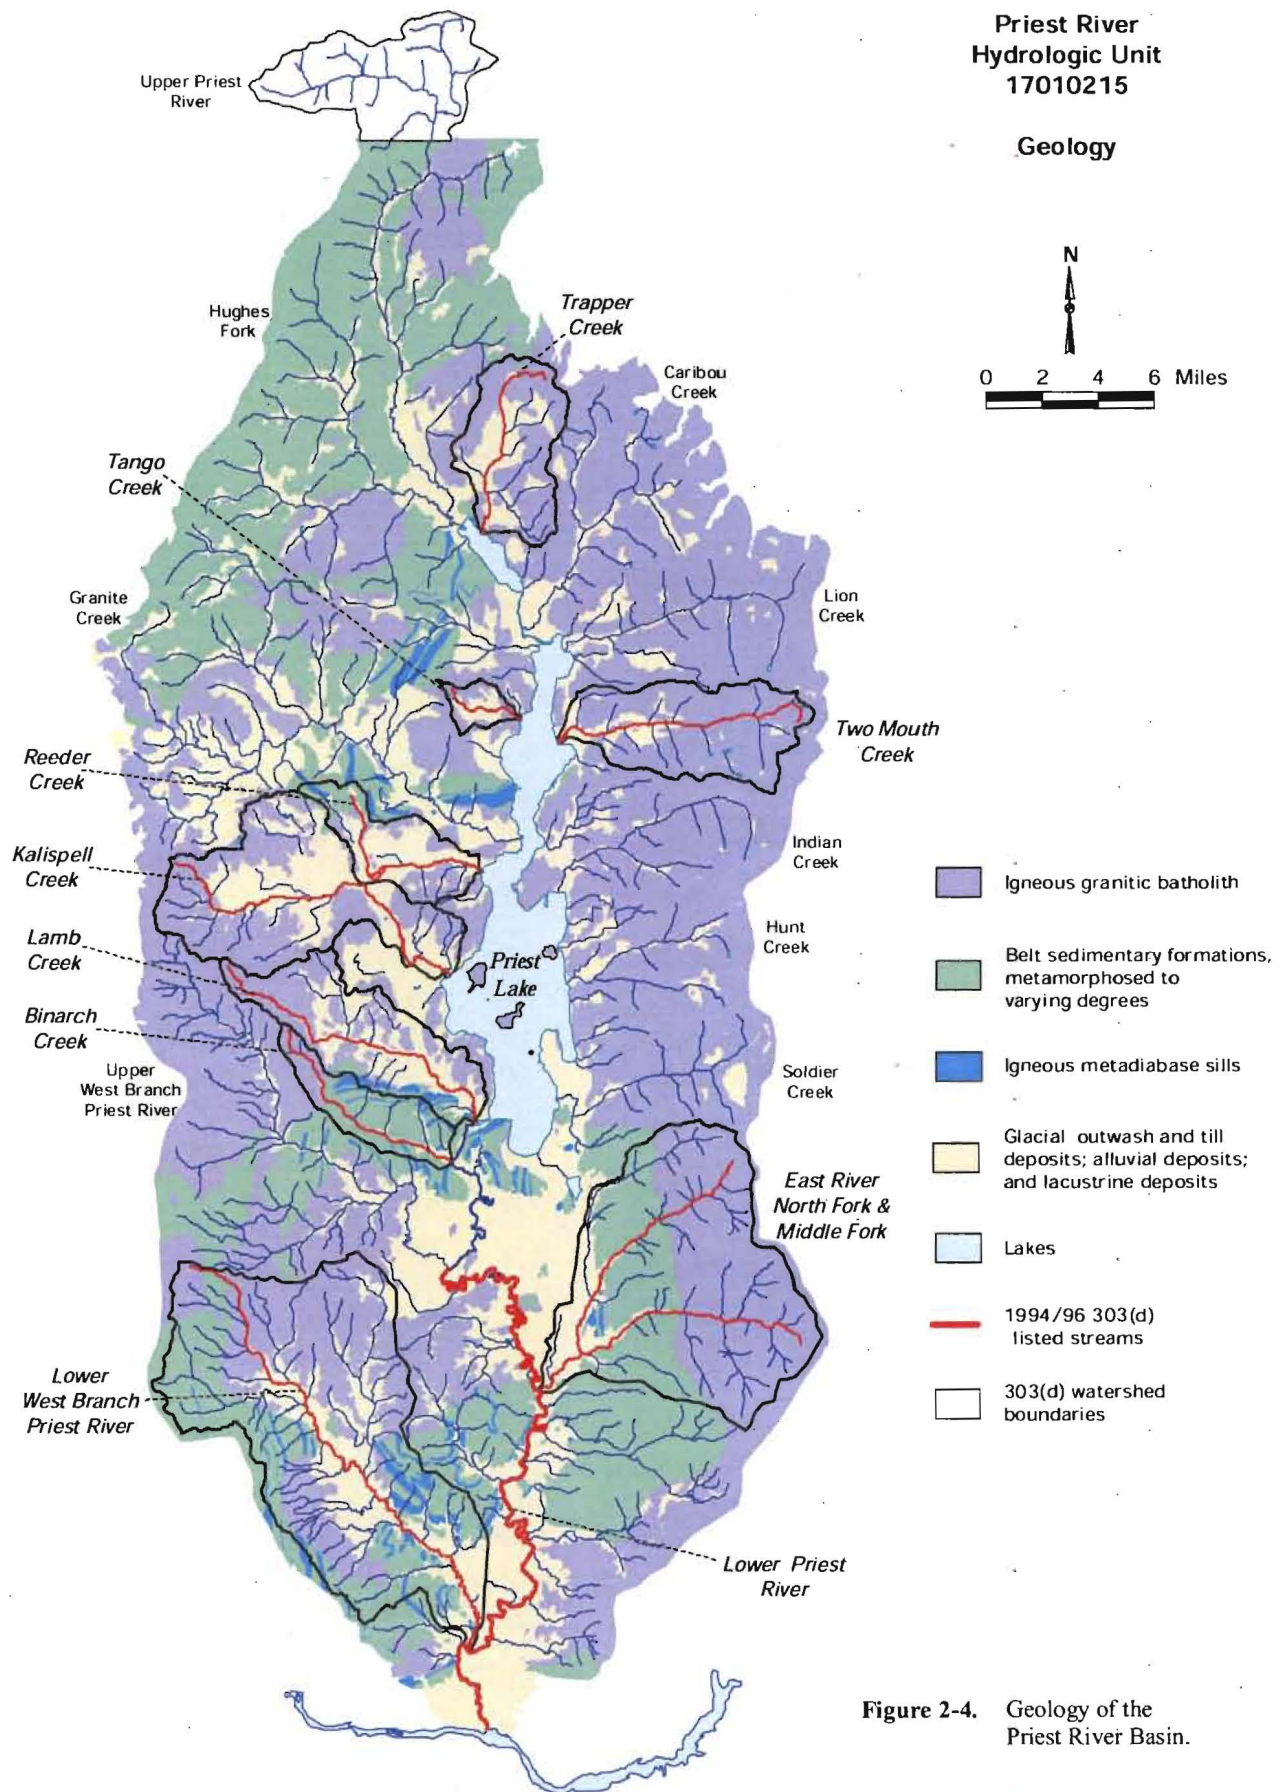 Priest River
Hydrologic Unit
17010215
Geology
Upper Priest
River
N
0 2 4 6 Miles
Hughes
Fork
Trapper
Creek
Caribou
Creek
Tango
Creek
Granite
Creek
Lion
Creek
Two Mouth
Creek
Reeder
Creek
Kalispell
Creek
Indian
Creek
Lamb
Creek
Hunt
Creek
Priest
Lake
Binarch
Creek
Upper
West Branch
Priest River
Soldier
Creek
East River
North Fork &
Middle Fork
Lower
West Branch
Priest River
Lower Priest
River
Igneous granitic batholith
Belt sedimentary formations,
metamorphosed to
varying degrees
Igneous metadiabase sills
Glacial outwash and till
deposits; alluvial deposits;
and lacustrine deposits
Lakes
1994/96 303(d)
listed streams
303(d) watershed
boundaries
Figure 2-4. Geology of the
Priest River Basin.